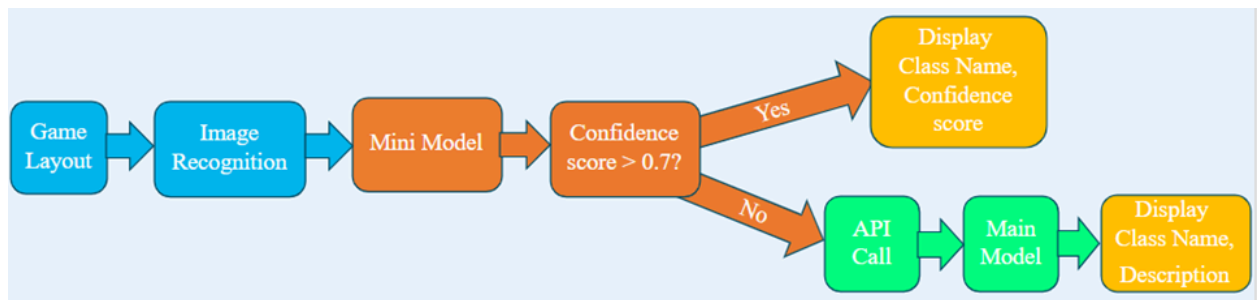 Game
Layout
Image
Recognition
Mini Model
Confidence
score > 0.7?
Yes
Display
Class Name,
Confidence
score
No
API
Call
Main
Model
Display
Class Name,
Description